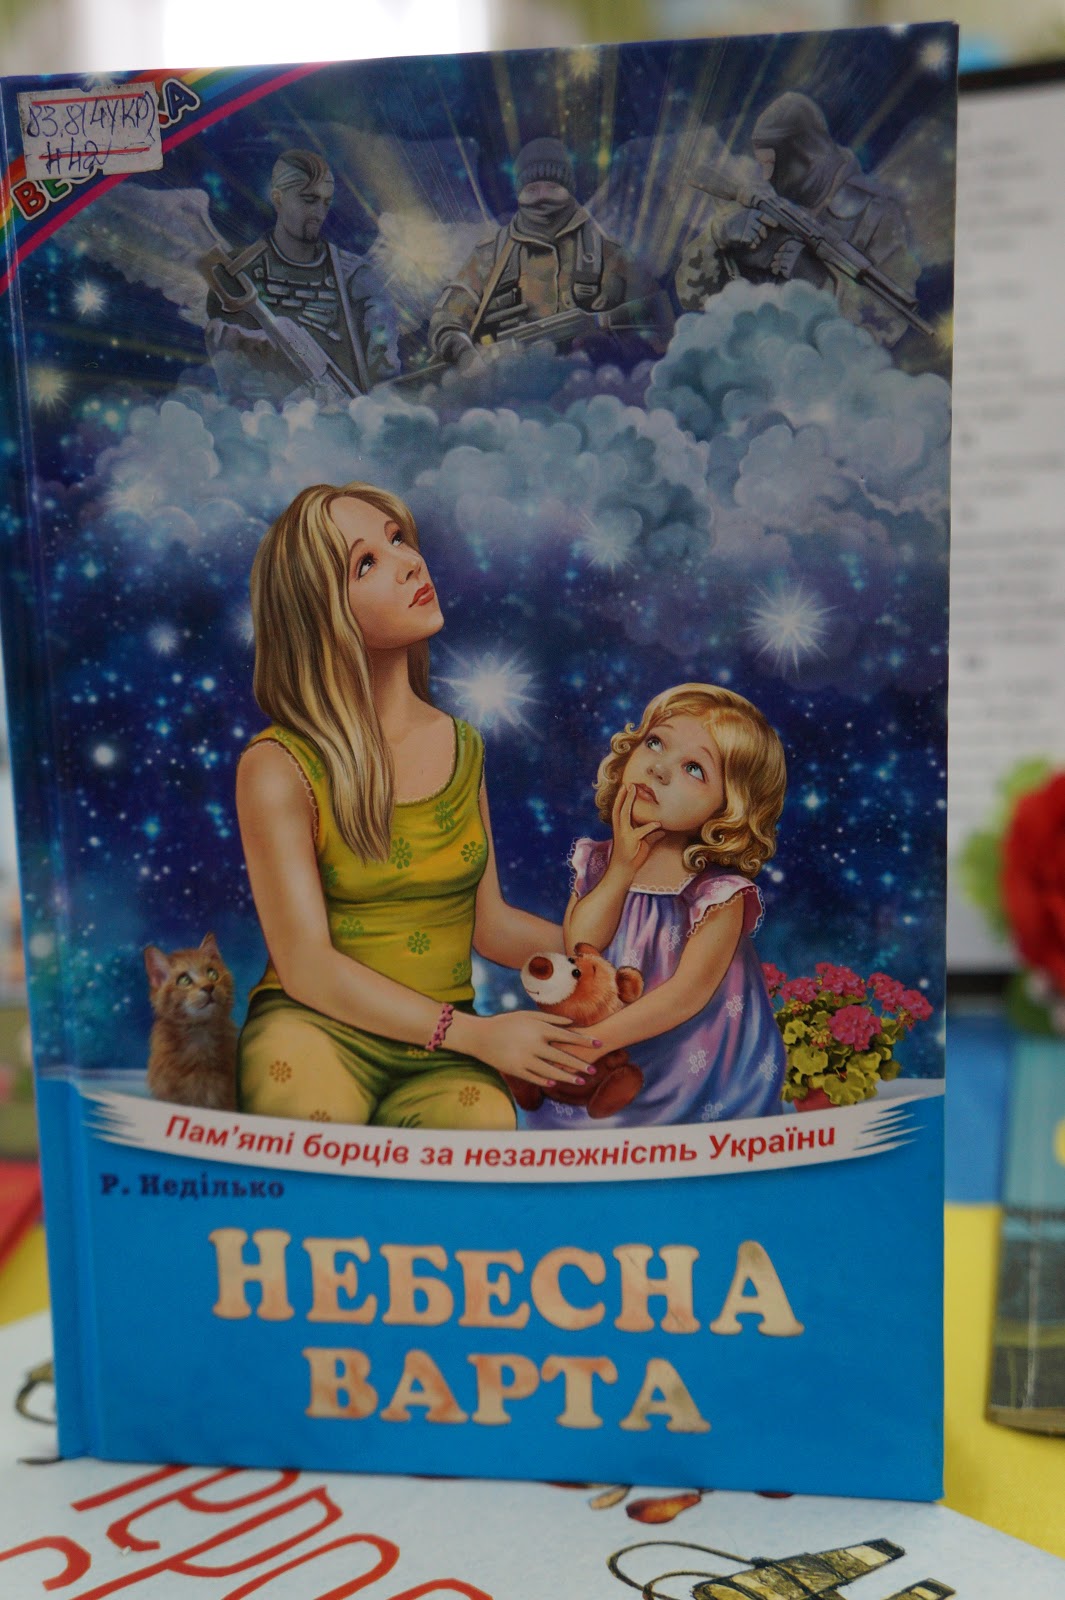 83.8(4УКР)
Н42
Пам'яті борців за незалежність України
Р. Неділько
НЕБЕСНА
ВАРТА